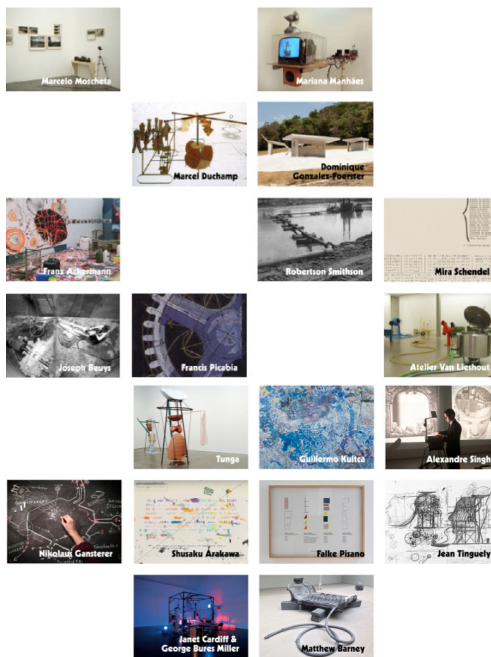 Marcelo Moscheta
Mariana Manhães
Marcel Duchamp
Dominique
Gonzales-Foerster
Franz Ackermann
Robertson Smithson
Mira Schendel
Joseph Beuys
Francis Picabia
Atelier Van Lieshout
Tunga
Guillermo Kuitca
Alexandre Singh
Nikolaus Gansterer
Shusaku Arakawa
Falke Pisano
Jean Tinguely
Janet Cardiff &
George Bures Miller
Matthew Barney